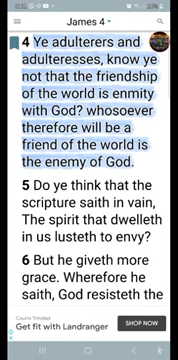 James 4
4 Ye adulterers and
adulteresses, know ye
not that the friendship
of the world is enmity
with God? whosoever
therefore will be a
friend of the world is
the enemy of God.
5 Do ye think that the
scripture saith in vain,
The spirit that dwelleth
in us lusteth to envy?
6 But he giveth more
grace. Wherefore he
saith, God resisteth the
Courts Trinidad
Get fit with Landranger
SHOP NOW